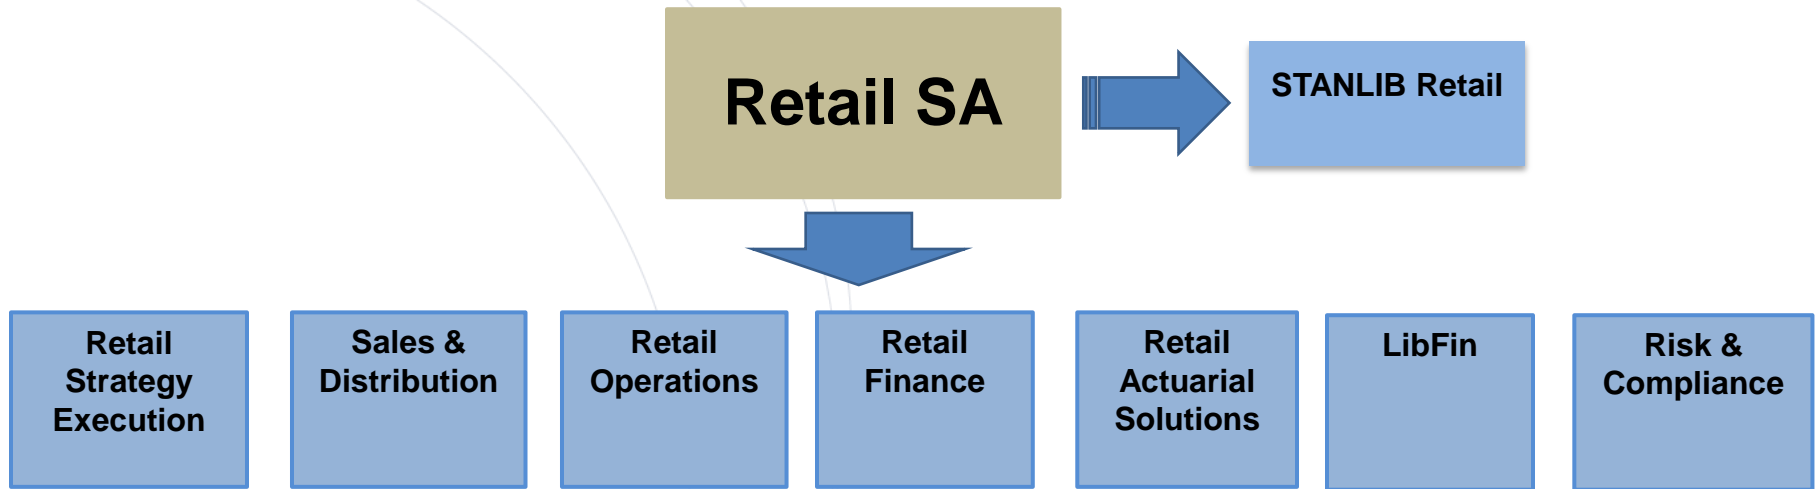 Retail SA
STANLIB Retail
Retail
Strategy
Execution
Sales &
Distribution
Retail
Operations
Retail
Finance
Retail
Actuarial
Solutions
LibFin
Risk &
Compliance